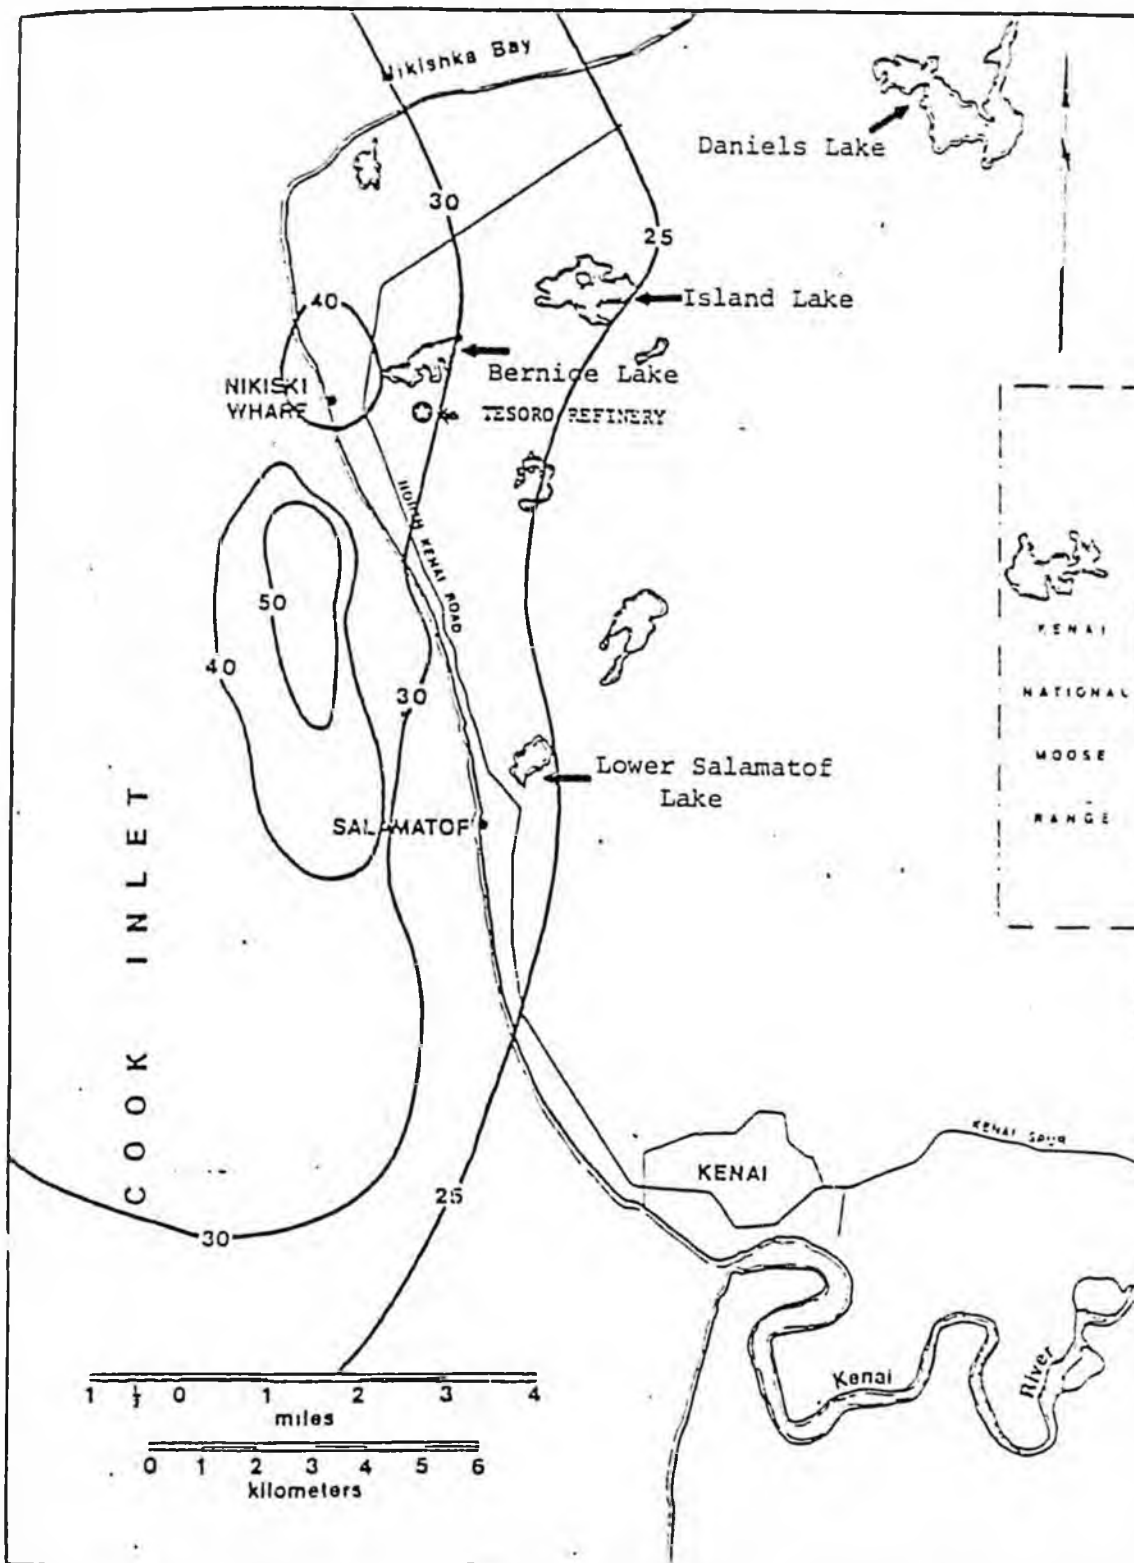 Nikishka Bay
Daniels Lake
30
25
40
Island Lake
Bernice Lake
NIKISKI
WHARF
TESORO REFINERY
NORTH KENAI ROAD
50
40
30
KENAI
NATIONAL
MOOSE
RANGE
Lower Salamatof
Lake
SALAMATOF
COOK INLET
KENAI SPUR
KENAI
25
30
Kenai
River
1 ½ 0 1 2 3 4
miles
0 1 2 3 4 5 6
kilometers